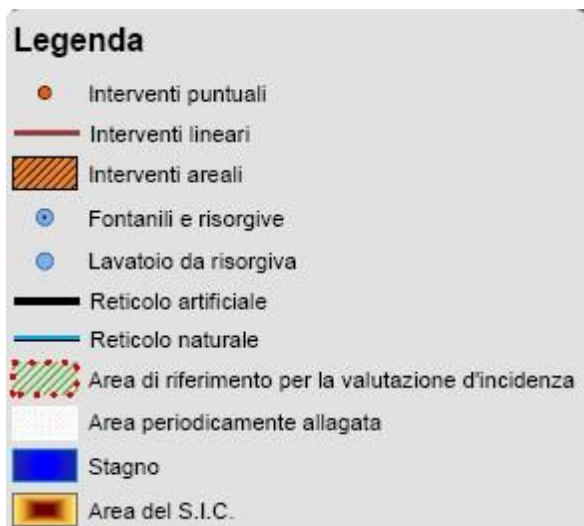 Legenda
Interventi puntuali
Interventi lineari
Interventi areali
Fontanili e risorgive
Lavatoio da risorgiva
Reticolo artificiale
Reticolo naturale
Area di riferimento per la valutazione d'incidenza
Area periodicamente allagata
Stagno
Area del S.I.C.